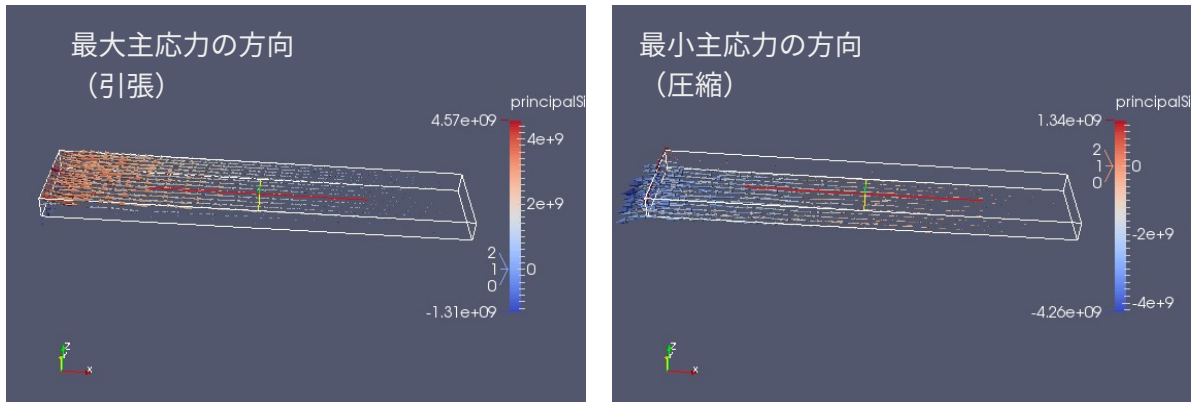 最大主応力の方向
（引張）
principalSi
4.57e+09
4e+9
2e+9
2
1
0
0
-1.31e+09
Z
Y
X
最小主応力の方向
（圧縮）
principalSi
1.34e+09
2
1
0
0
-2e+9
-4e+9
-4.26e+09
Z
Y
X